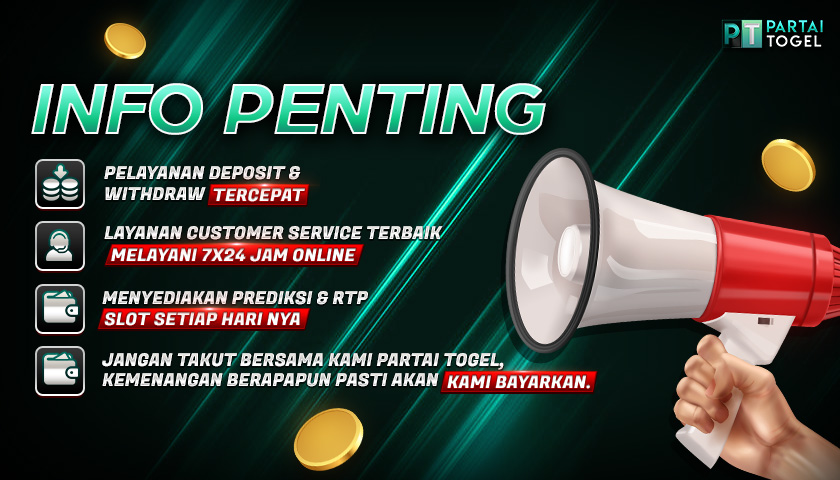 PT PARTAI
TOGEL
INFO PENTING
PELAYANAN DEPOSIT &
WITHDRAW TERCEPAT
LAYANAN CUSTOMER SERVICE TERBAIK
MELAYANI 7X24 JAM ONLINE
MENYEDIAKAN PREDIKSI & RTP
SLOT SETIAP HARI NYA
JANGAN TAKUT BERSAMA KAMI PARTAI TOGEL,
KEMENANGAN BERAPAPUN PASTI AKAN KAMI BAYARKAN.